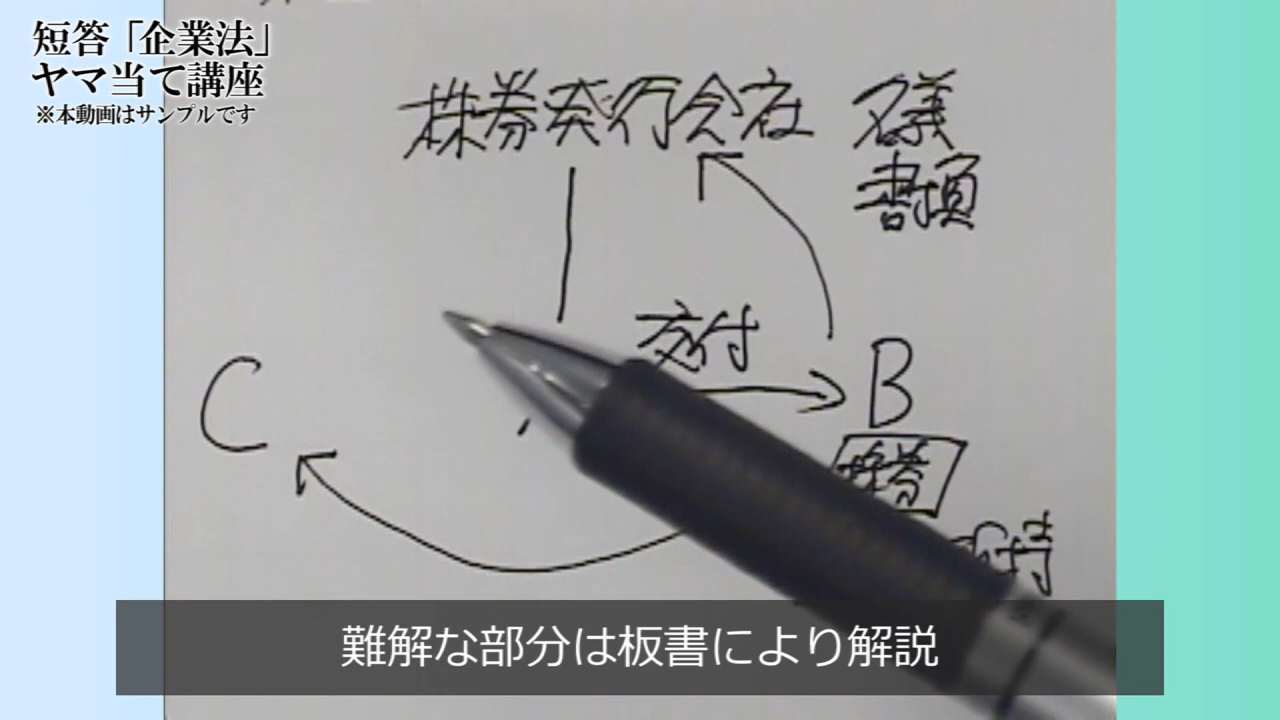 短答「企業法」
ヤマ当て講座
※本動画はサンプルです
株券発行会社 名義
書換
交付
B
C
株券
所持
難解な部分は板書により解説